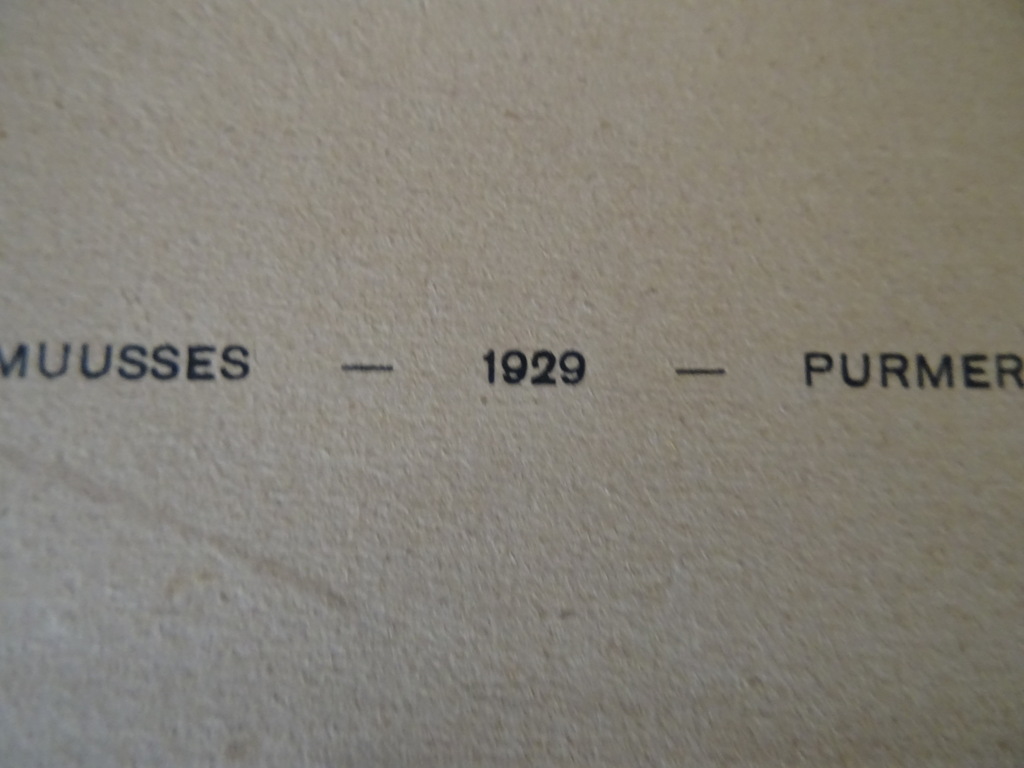 MUUSSES — 1929 — PURMER